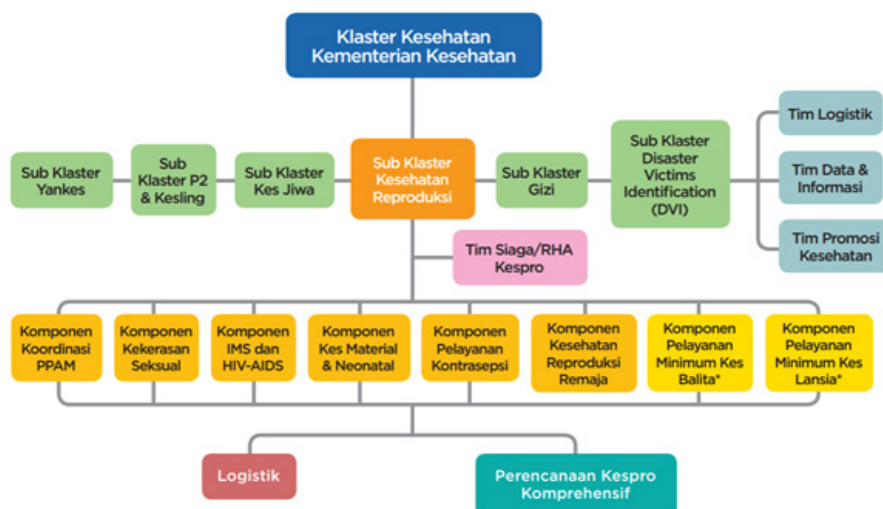 Klaster Kesehatan
Kementerian Kesehatan
Sub Klaster
Yankes
Sub
Klaster P2
& Kesling
Sub Klaster
Kes Jiwa
Sub Klaster
Kesehatan
Reproduksi
Sub Klaster
Gizi
Sub Klaster
Disaster
Victims
Identification
(DVI)
Tim Logistik
Tim Data &
Informasi
Tim Promosi
Kesehatan
Tim Siaga/RHA
Kespro
Komponen
Koordinasi
PPAM
Komponen
Kekerasan
Seksual
Komponen
IMS dan
HIV-AIDS
Komponen
Kes Material
& Neonatal
Komponen
Pelayanan
Kontrasepsi
Komponen
Kesehatan
Reproduksi
Remaja
Komponen
Pelayanan
Minimum Kes
Balita*
Komponen
Pelayanan
Minimum Kes
Lansia*
Logistik
Perencanaan Kespro
Komprehensif